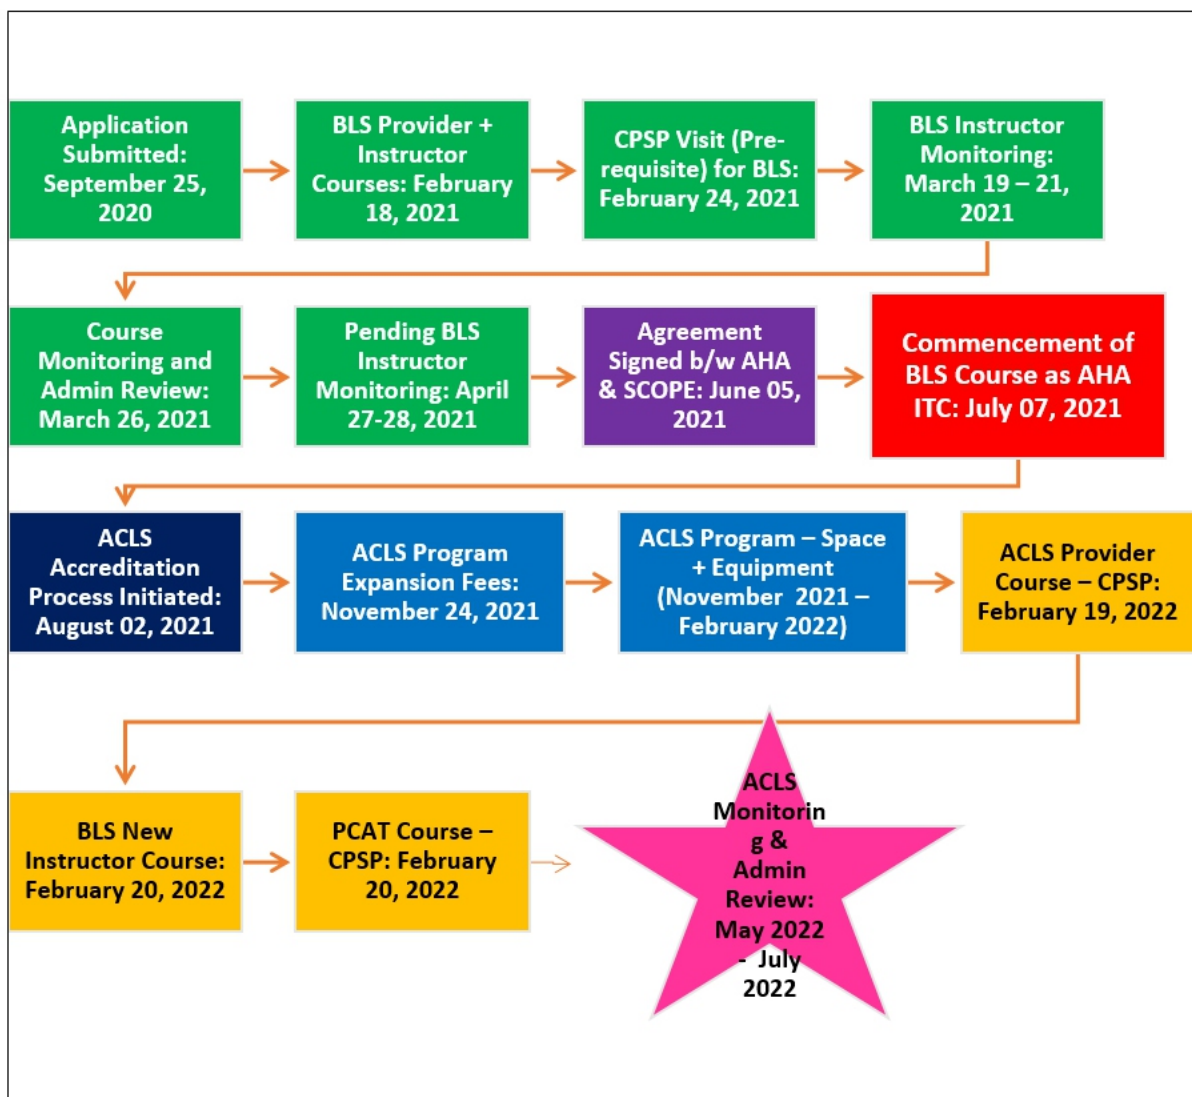 Application
Submitted:
September 25,
2020
BLS Provider +
Instructor
Courses: February
18, 2021
CPSP Visit (Pre-
requisite) for BLS:
February 24, 2021
BLS Instructor
Monitoring:
March 19 – 21,
2021
Course
Monitoring and
Admin Review:
March 26, 2021
Pending BLS
Instructor
Monitoring: April
27-28, 2021
Agreement
Signed b/w AHA
& SCOPE: June 05,
2021
Commencement of
BLS Course as AHA
ITC: July 07, 2021
ACLS
Accreditation
Process Initiated:
August 02, 2021
ACLS Program
Expansion Fees:
November 24, 2021
ACLS Program – Space
+ Equipment
(November 2021 –
February 2022)
ACLS Provider
Course – CPSP:
February 19, 2022
BLS New
Instructor Course:
February 20, 2022
PCAT Course –
CPSP: February
20, 2022
ACLS
Monitorin
g &
Admin
Review:
May 2022
- July
2022